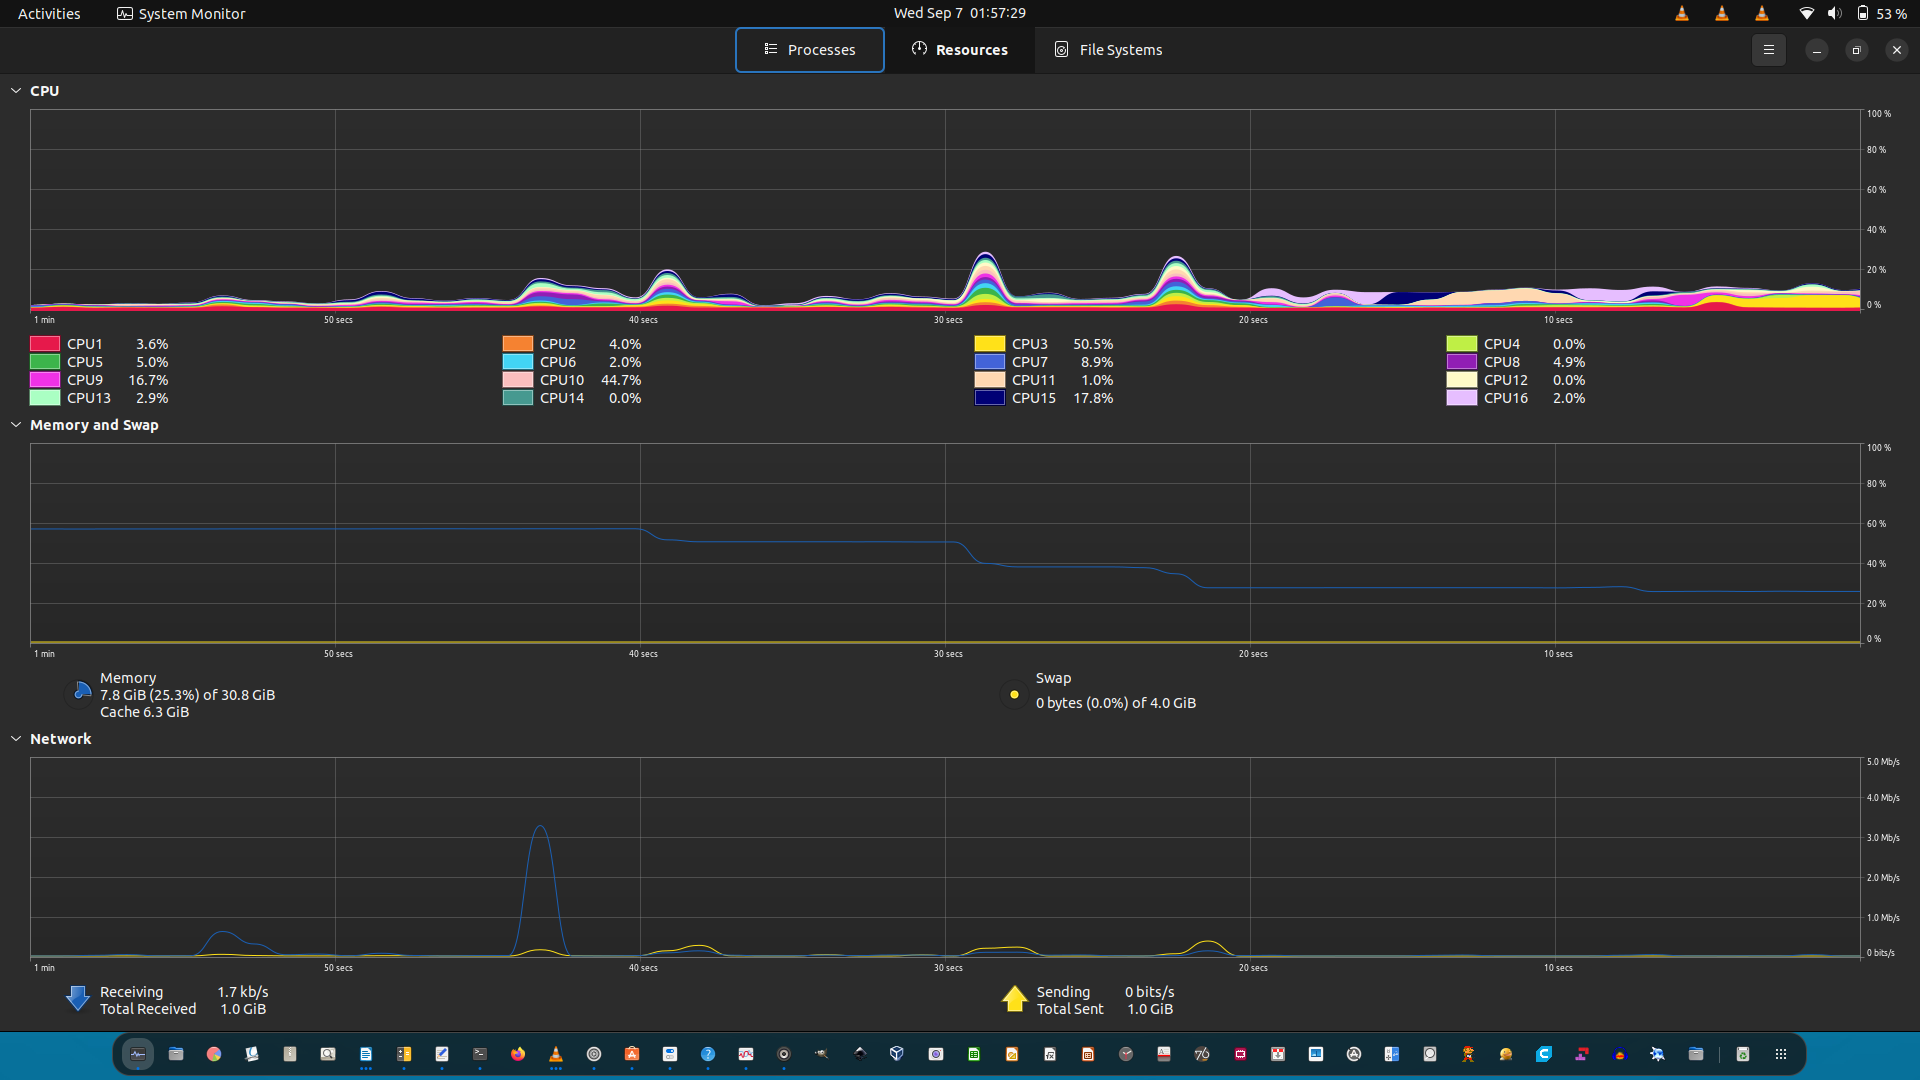 Activities System Monitor Wed Sep 7 01:57:29 53 %
Processes Resources File Systems
CPU
100 %
80 %
60 %
40 %
20 %
0 %
1 min 50 secs 40 secs 30 secs 20 secs 10 secs
CPU1 3.6% CPU2 4.0% CPU3 50.5% CPU4 0.0%
CPU5 5.0% CPU6 2.0% CPU7 8.9% CPU8 4.9%
CPU9 16.7% CPU10 44.7% CPU11 1.0% CPU12 0.0%
CPU13 2.9% CPU14 0.0% CPU15 17.8% CPU16 2.0%
Memory and Swap
100 %
80 %
60 %
40 %
20 %
0 %
1 min 50 secs 40 secs 30 secs 20 secs 10 secs
Memory Swap
7.8 GiB (25.3%) of 30.8 GiB 0 bytes (0.0%) of 4.0 GiB
Cache 6.3 GiB
Network
5.0 Mb/s
4.0 Mb/s
3.0 Mb/s
2.0 Mb/s
1.0 Mb/s
0 bits/s
1 min 50 secs 40 secs 30 secs 20 secs 10 secs
Receiving 1.7 kb/s Sending 0 bits/s
Total Received 1.0 GiB Total Sent 1.0 GiB
76